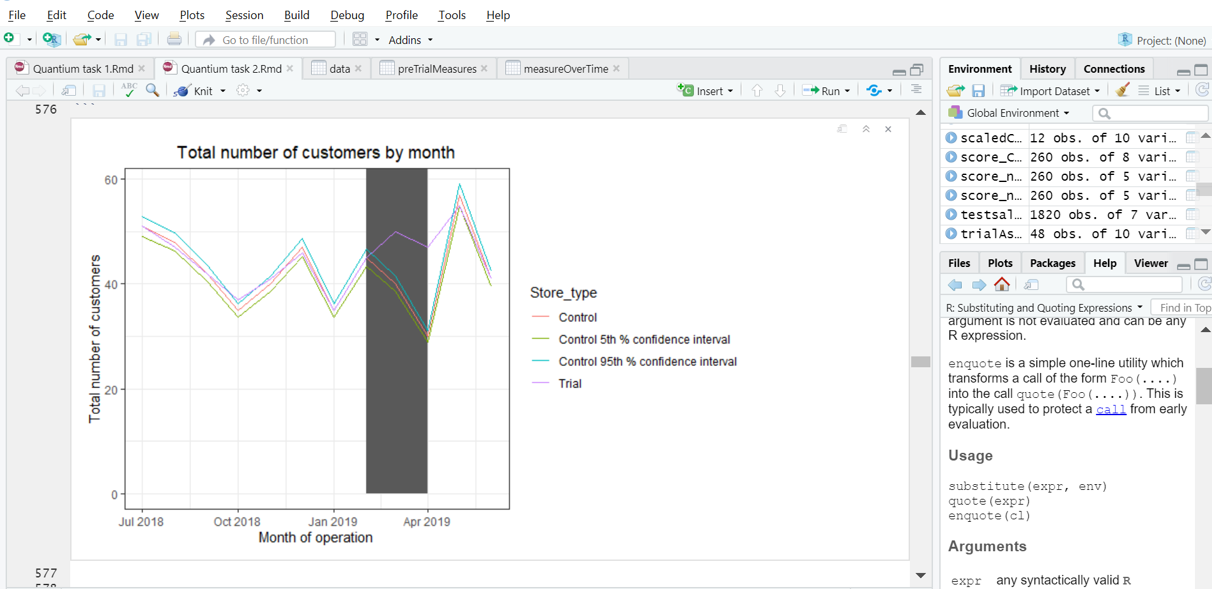 File Edit Code View Plots Session Build Debug Profile Tools Help
Go to file/function Addins Project: (None)
Quantium task 1.Rmd Quantium task 2.Rmd data preTrialMeasures measureOverTime
ABC Knit Insert Run
576 ```
Total number of customers by month
60
40
20
0
Total number of customers
Jul 2018 Oct 2018 Jan 2019 Apr 2019
Month of operation
Store_type
Control
Control 5th % confidence interval
Control 95th % confidence interval
Trial
577
578
Environment History Connections
Import Dataset List
Global Environment
scaledC… 12 obs. of 10 vari…
score_C… 260 obs. of 8 varia…
score_n… 260 obs. of 5 varia…
score_n… 260 obs. of 5 varia…
testsal… 1820 obs. of 7 var…
trialAs… 48 obs. of 10 vari…
Files Plots Packages Help Viewer
R: Substituting and Quoting Expressions Find in Top
argument is not evaluated and can be any
R expression.
enquote is a simple one-line utility which
transforms a call of the form Foo(....)
into the call quote(Foo(....)). This is
typically used to protect a call from early
evaluation.
Usage
substitute(expr, env)
quote(expr)
enquote(cl)
Arguments
expr any syntactically valid R